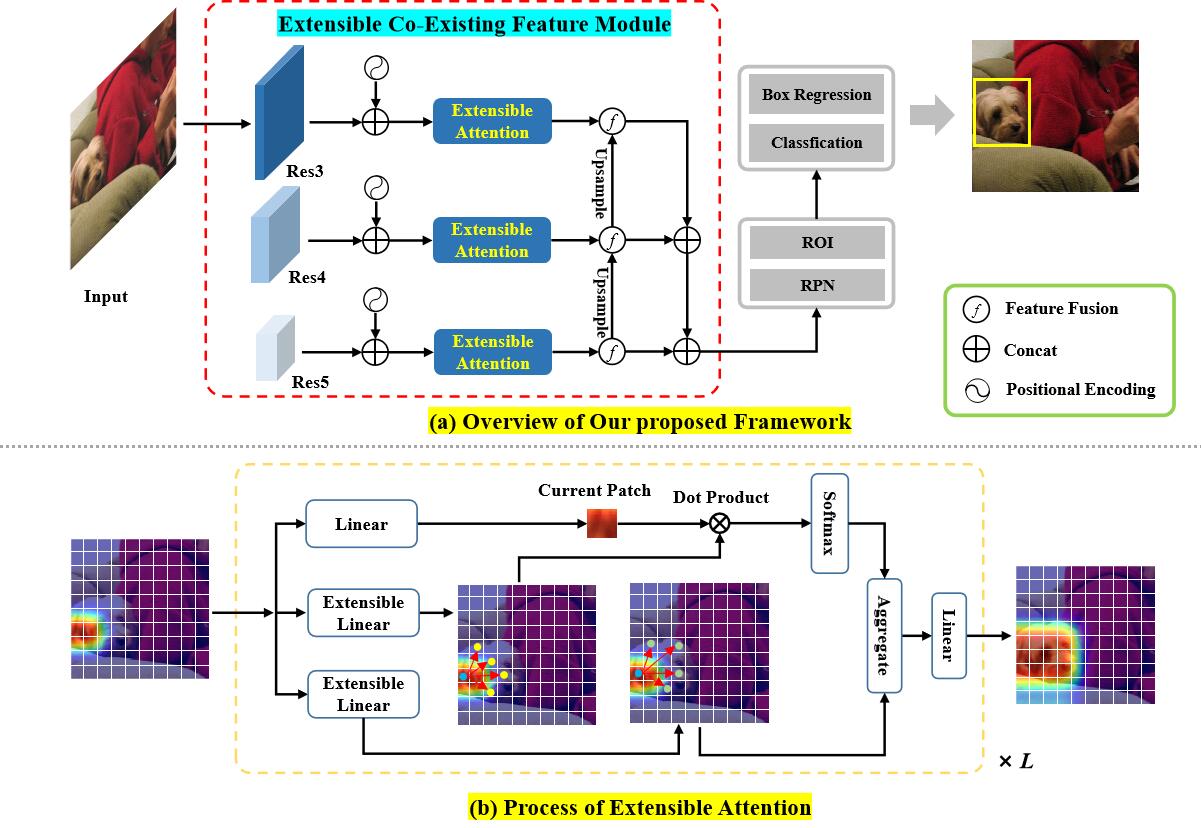 Extensible Co-Existing Feature Module
Input
Res3
Res4
Res5
Extensible
Attention
Extensible
Attention
Extensible
Attention
f
f
f
Upsample
Upsample
Box Regression
Classfication
ROI
RPN
f Feature Fusion
Concat
Positional Encoding
(a) Overview of Our proposed Framework
Linear
Extensible
Linear
Extensible
Linear
Current Patch
Dot Product
Softmax
Aggregate
Linear
× L
(b) Process of Extensible Attention